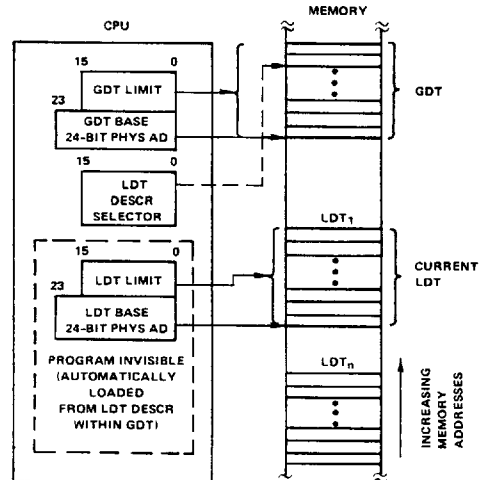 CPU
MEMORY
15 0
GDT LIMIT
23
GDT BASE
24-BIT PHYS AD
GDT
15 0
LDT
DESCR
SELECTOR
LDT1
15 0
LDT LIMIT
23
LDT BASE
24-BIT PHYS AD
CURRENT
LDT
PROGRAM INVISIBLE
(AUTOMATICALLY
LOADED
FROM LDT DESCR
WITHIN GDT)
LDTn
INCREASING
MEMORY
ADDRESSES